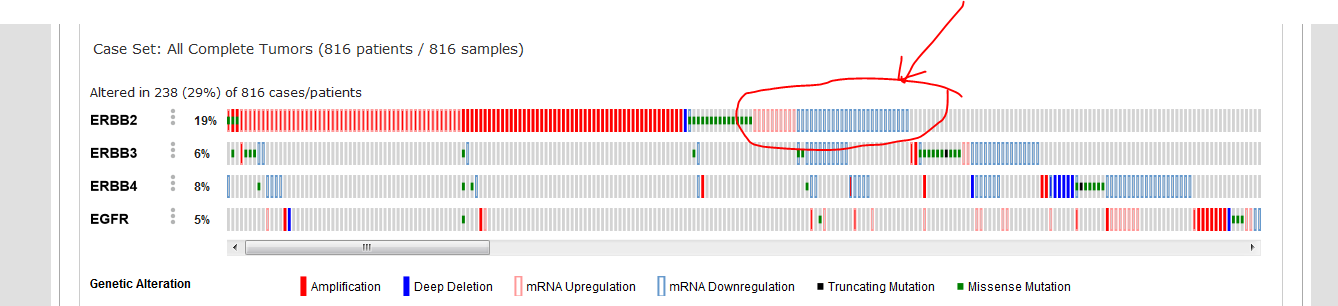 Case Set: All Complete Tumors (816 patients / 816 samples)
Altered in 238 (29%) of 816 cases/patients
ERBB2 19%
ERBB3 6%
ERBB4 8%
EGFR 5%
Genetic Alteration Amplification Deep Deletion mRNA Upregulation mRNA Downregulation Truncating Mutation Missense Mutation